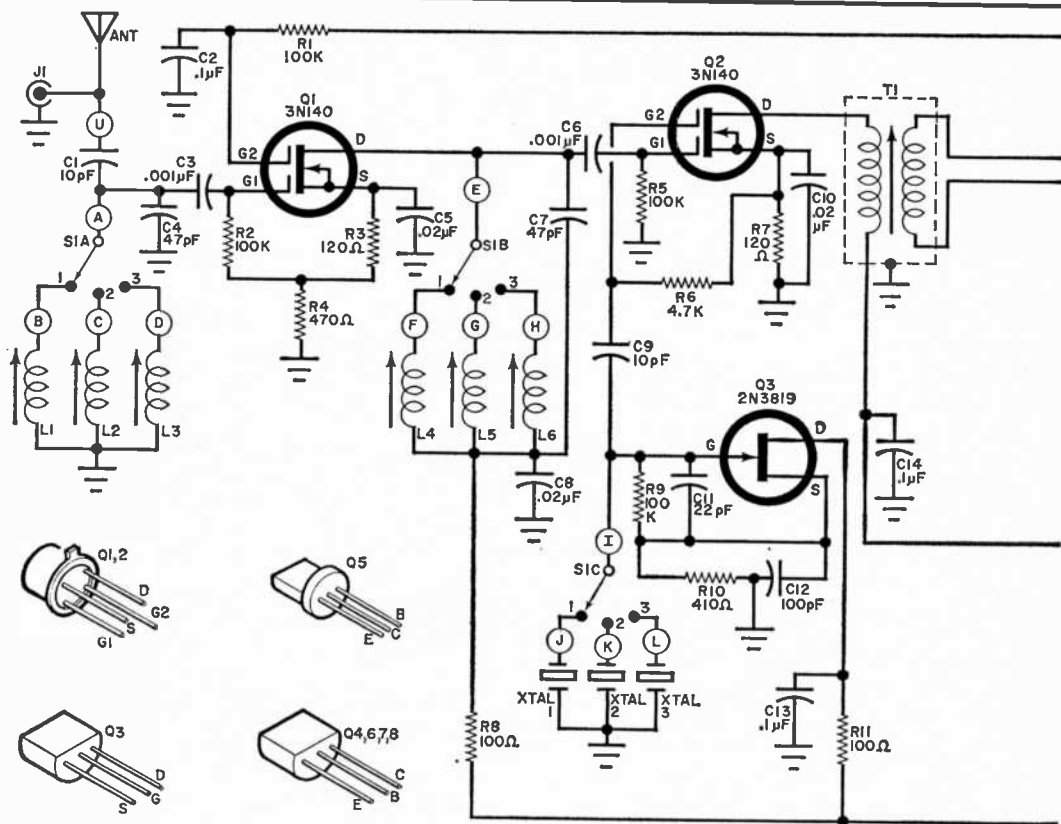 ANT
J1
U
C1
10pF
C2
.1µF
R1
100K
Q1
3N140
G2
G1
D
S
C3
.001µF
A
S1A
C4
47pF
R2
100K
R3
120Ω
R4
470Ω
C5
.02µF
1
2
3
B
C
D
L1
L2
L3
E
S1B
1
2
3
F
G
H
L4
L5
L6
C6
.001µF
C7
47pF
C8
.02µF
Q2
3N140
G2
G1
D
S
R5
100K
R6
4.7K
R7
120
Ω
C10
.02
µF
T1
C9
10pF
Q3
2N3819
G
D
S
R9
100
K
C11
22pF
R10
410Ω
C12
100pF
I
S1C
1
2
3
J
K
L
XTAL
1
XTAL
2
XTAL
3
C13
.1µF
C14
.1µF
R8
100Ω
R11
100Ω
Q1,2
D
G2
S
G1
Q5
B
C
E
Q3
D
G
S
Q4,6,7,8
C
B
E